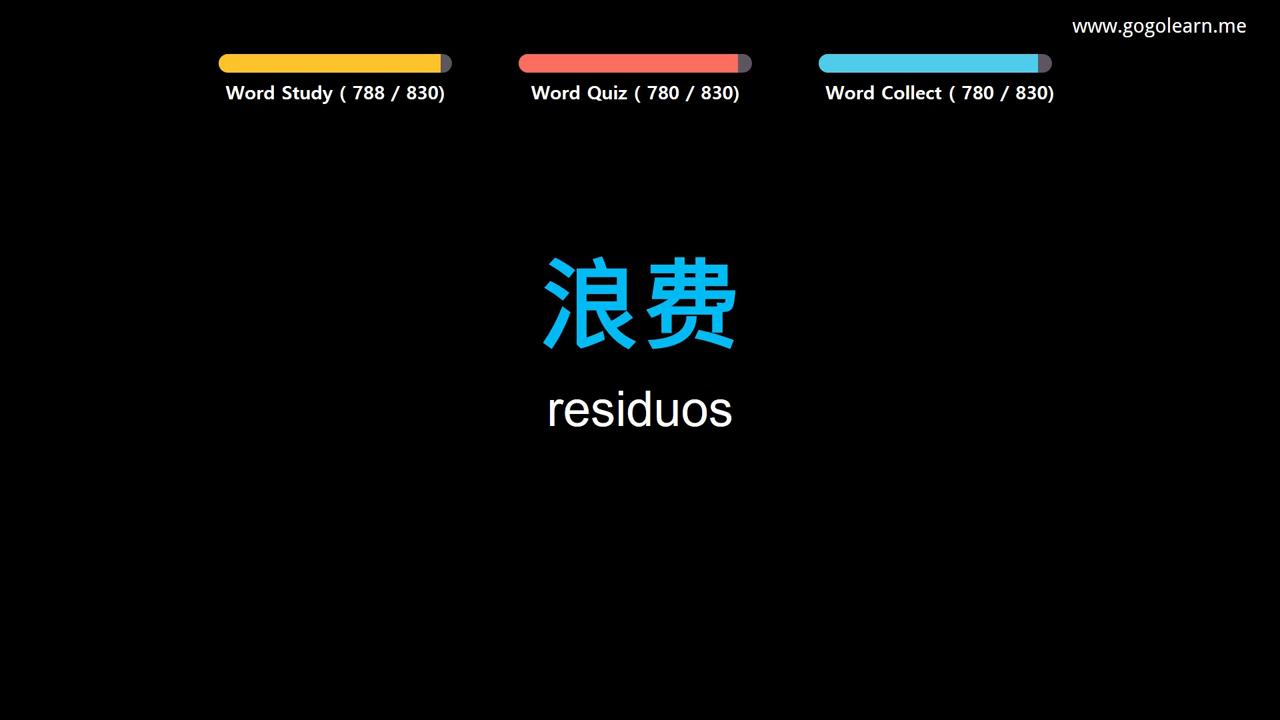 www.gogolearn.me
Word Study ( 788 / 830)
Word Quiz ( 780 / 830)
Word Collect ( 780 / 830)
浪费
residuos